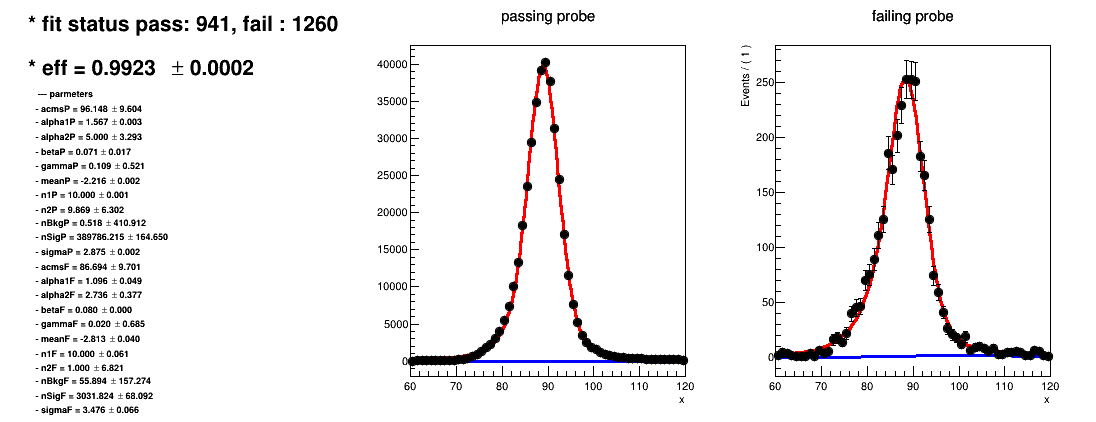 * fit status pass: 941, fail : 1260
* eff = 0.9923 ± 0.0002
--- parmeters
- acmsP = 96.148 ± 9.604
- alpha1P = 1.567 ± 0.003
- alpha2P = 5.000 ± 3.293
- betaP = 0.071 ± 0.017
- gammaP = 0.109 ± 0.521
- meanP = -2.216 ± 0.002
- n1P = 10.000 ± 0.001
- n2P = 9.869 ± 6.302
- nBkgP = 0.518 ± 410.912
- nSigP = 389786.215 ± 164.650
- sigmaP = 2.875 ± 0.002
- acmsF = 86.694 ± 9.701
- alpha1F = 1.096 ± 0.049
- alpha2F = 2.736 ± 0.377
- betaF = 0.080 ± 0.000
- gammaF = 0.020 ± 0.685
- meanF = -2.813 ± 0.040
- n1F = 10.000 ± 0.061
- n2F = 1.000 ± 6.821
- nBkgF = 55.894 ± 157.274
- nSigF = 3031.824 ± 68.092
- sigmaF = 3.476 ± 0.066
passing probe
40000
35000
30000
25000
20000
15000
10000
5000
0
60 70 80 90 100 110 120
x
failing probe
Events / ( 1 )
250
200
150
100
50
0
60 70 80 90 100 110 120
x